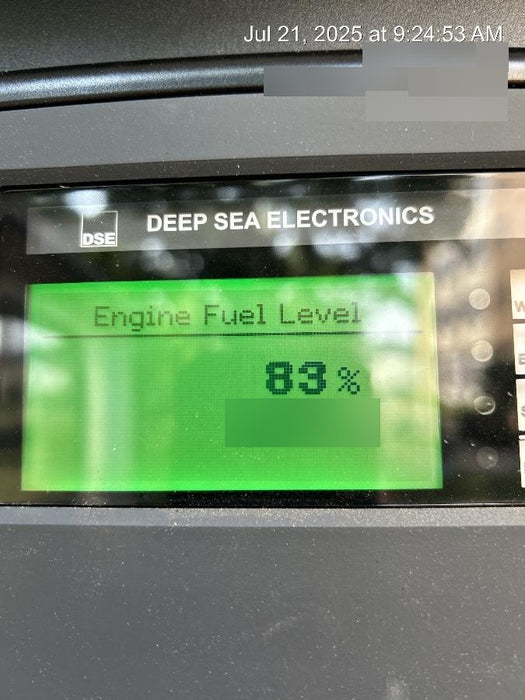 Jul 21, 2025 at 9:24:53 AM
DSE
DEEP SEA ELECTRONICS
Engine Fuel Level
83 %